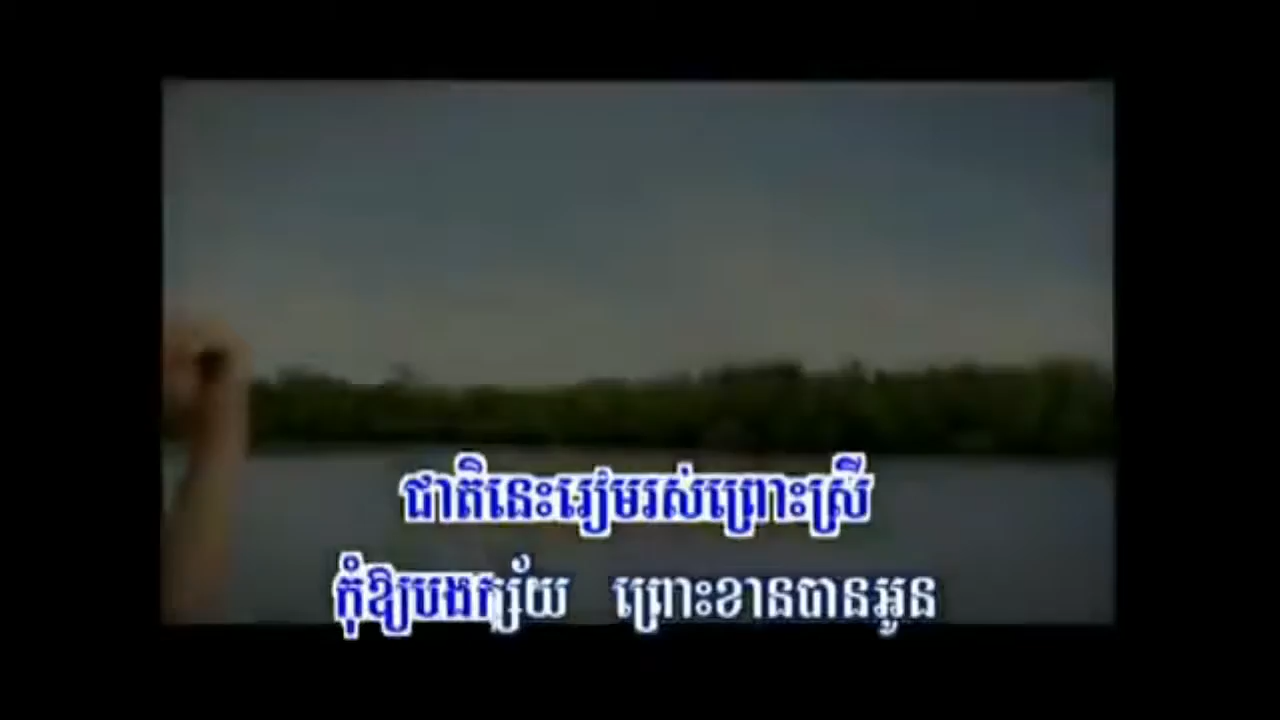 ជាតិនេះរៀមរស់ព្រោះស្រី
កុំឱ្យបងក្ស័យ ព្រោះខានបានអូន